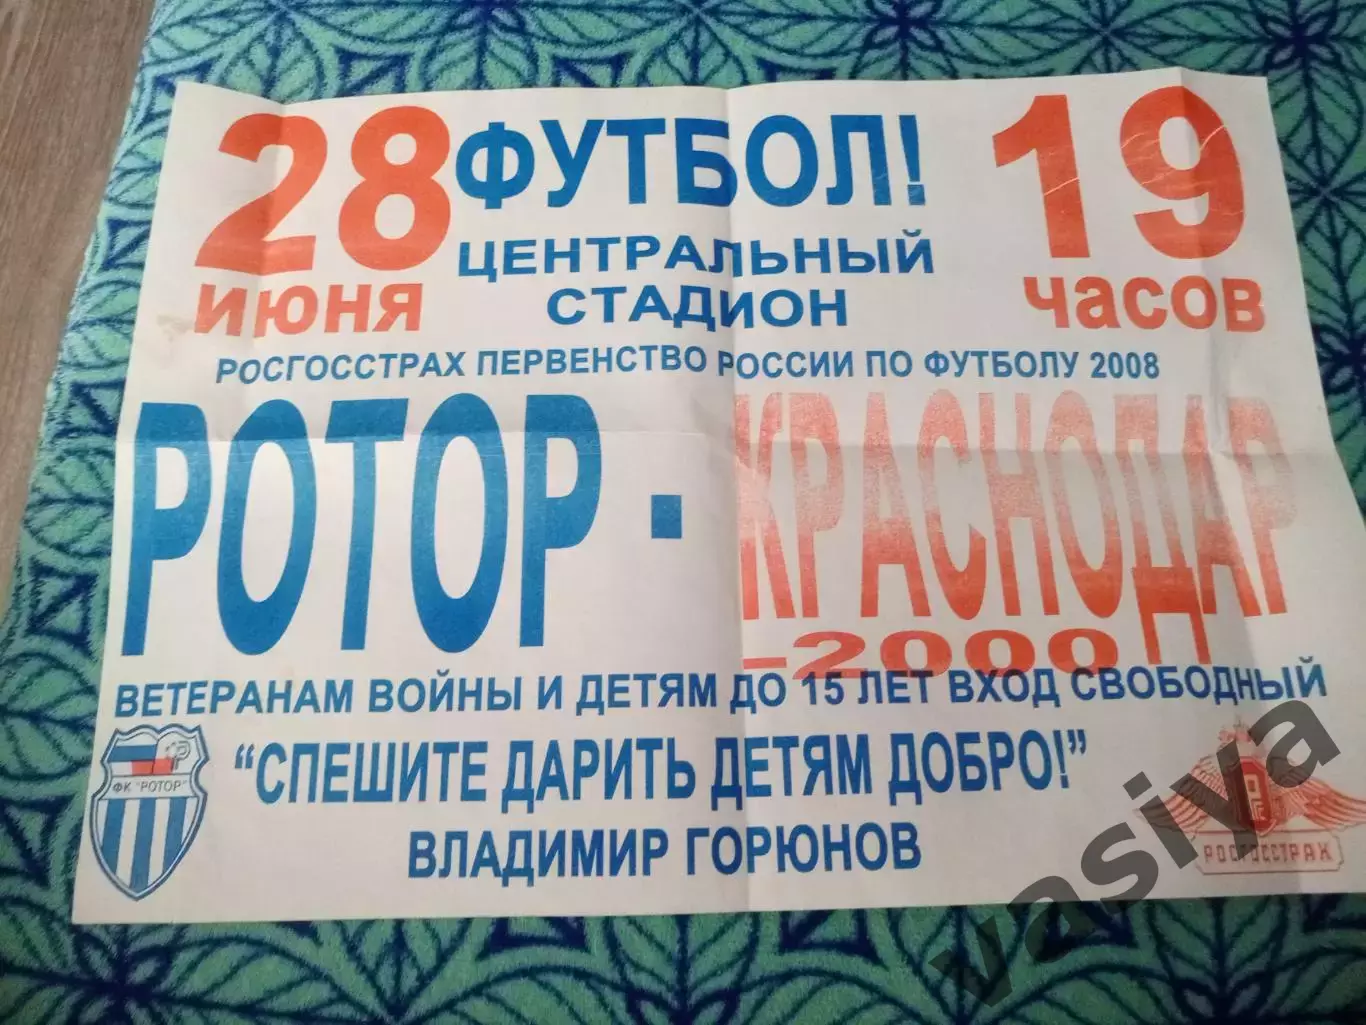 28 ИЮНЯ
ФУТБОЛ!
19 ЧАСОВ
ЦЕНТРАЛЬНЫЙ
СТАДИОН
РОСГОССТРАХ ПЕРВЕНСТВО РОССИИ ПО ФУТБОЛУ 2008
РОТОР - КРАСНОДАР
-2000
ВЕТЕРАНАМ ВОЙНЫ И ДЕТЯМ ДО 15 ЛЕТ ВХОД СВОБОДНЫЙ
"СПЕШИТЕ ДАРИТЬ ДЕТЯМ ДОБРО!"
ВЛАДИМИР ГОРЮНОВ
ФК "РОТОР"
РОСГОССТРАХ
vasiya